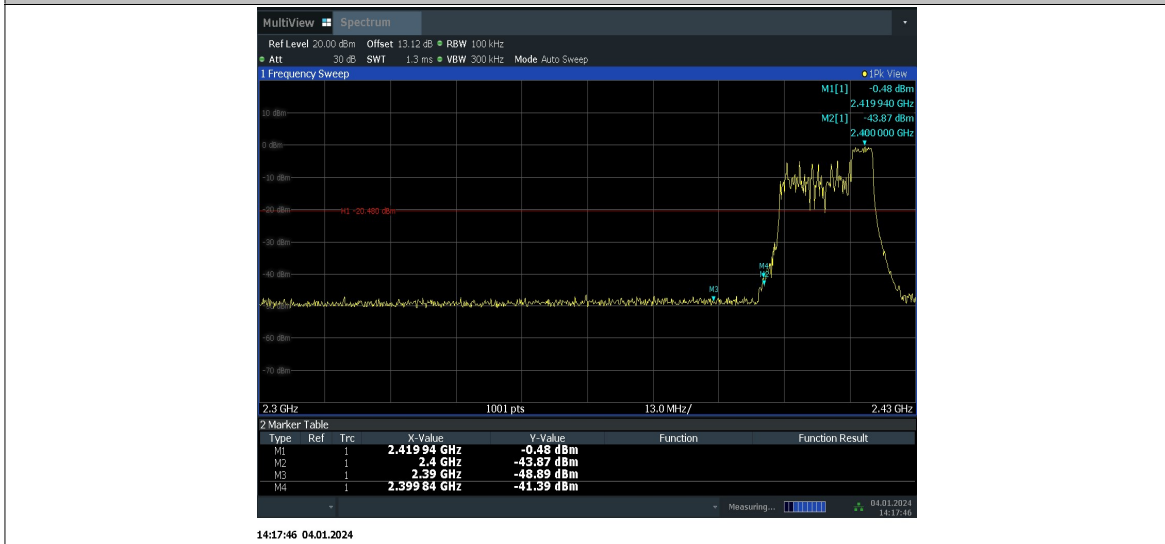 MultiView Spectrum
Ref Level 20.00 dBm Offset 13.12 dB RBW 100 kHz
Att 30 dB SWT 1.3 ms VBW 300 kHz Mode Auto Sweep
1 Frequency Sweep 1Pk View
M1[1] -0.48 dBm
2.419 940 GHz
10 dBm
M2[1] -43.87 dBm
2.400 000 GHz
0 dBm
-10 dBm
-20 dBm H1 -20.480 dBm
-30 dBm
M4
-40 dBm M2
M3
-50 dBm
-60 dBm
-70 dBm
2.3 GHz 1001 pts 13.0 MHz/ 2.43 GHz
2 Marker Table
Type Ref Trc X-Value Y-Value Function Function Result
M1 1 2.419 94 GHz -0.48 dBm
M2 1 2.4 GHz -43.87 dBm
M3 1 2.39 GHz -48.89 dBm
M4 1 2.399 84 GHz -41.39 dBm
Measuring... 04.01.2024
14:17:46
14:17:46 04.01.2024